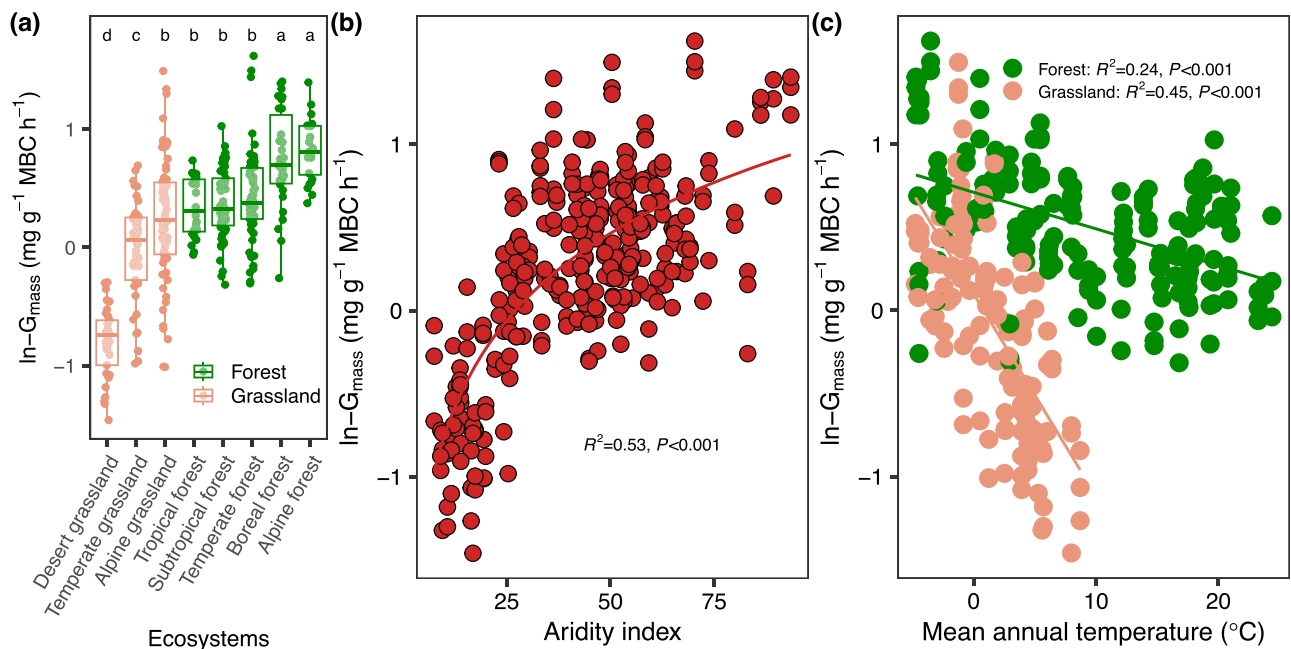 (a)
d c b b b b a a
ln−Gmass (mg g−1 MBC h−1)
1
0
−1
Forest
Grassland
Desert grassland
Temperate grassland
Alpine grassland
Tropical forest
Subtropical forest
Temperate forest
Boreal forest
Alpine forest
Ecosystems
(b)
ln−Gmass (mg g−1 MBC h−1)
1
0
−1
R2=0.53, P<0.001
25 50 75
Aridity index
(c)
ln−Gmass (mg g−1 MBC h−1)
1
0
−1
Forest: R2=0.24, P<0.001
Grassland: R2=0.45, P<0.001
0 10 20
Mean annual temperature (°C)